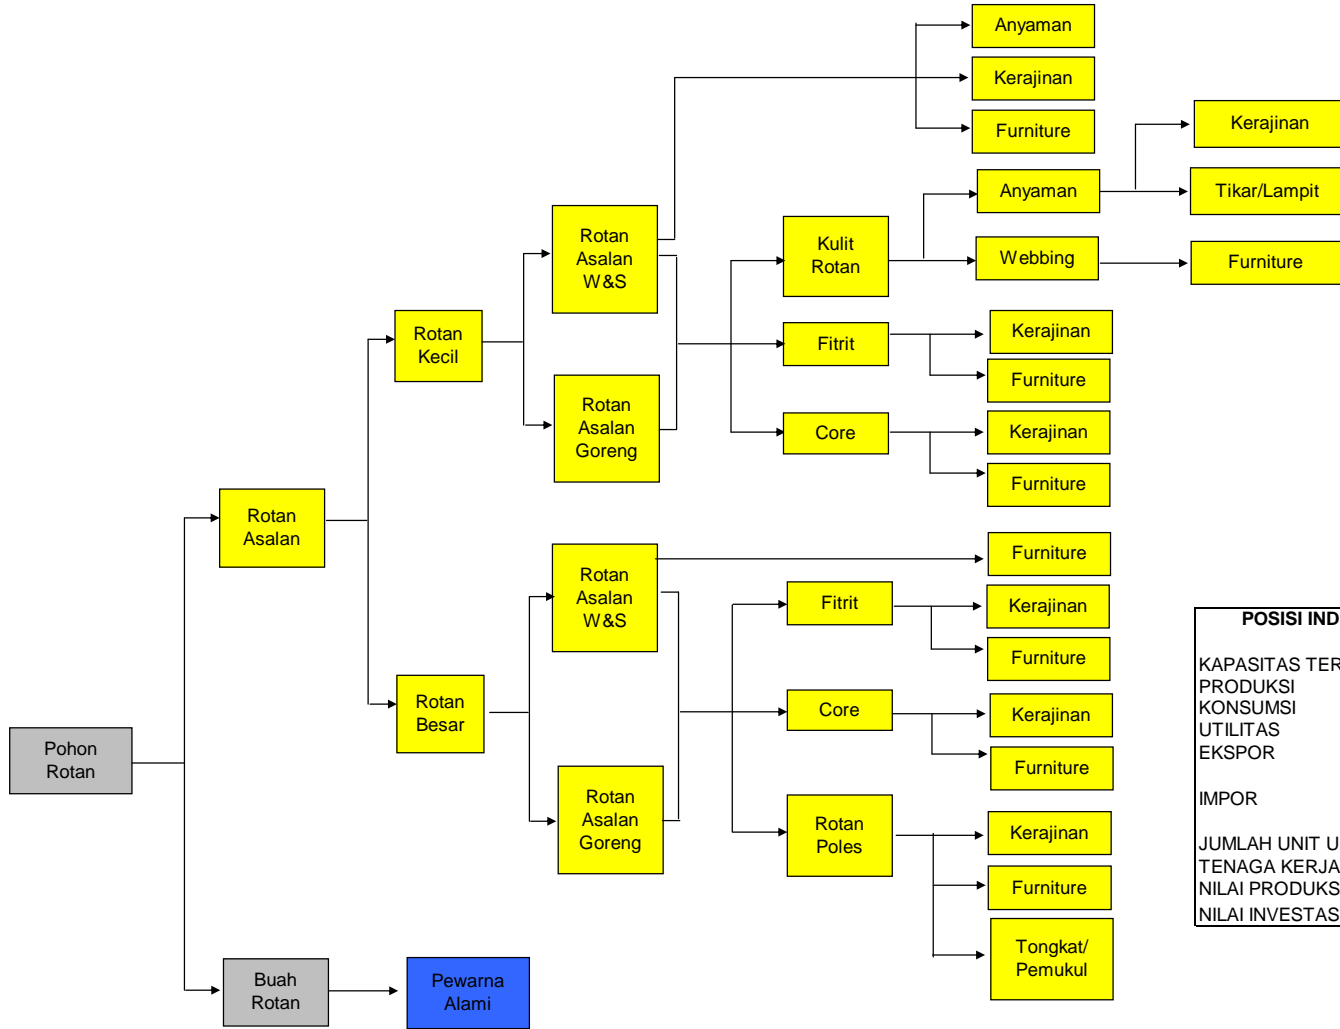 Anyaman
Kerajinan
Furniture
Kerajinan
Anyaman
Tikar/Lampit
Rotan
Asalan
W&S
Kulit
Rotan
Webbing
Furniture
Rotan
Kecil
Fitrit
Kerajinan
Furniture
Rotan
Asalan
Goreng
Core
Kerajinan
Furniture
Rotan
Asalan
Rotan
Asalan
W&S
Furniture
Fitrit
Kerajinan
Furniture
Rotan
Besar
Core
Kerajinan
Furniture
Pohon
Rotan
Rotan
Asalan
Goreng
Rotan
Poles
Kerajinan
Furniture
Tongkat/
Pemukul
Buah
Rotan
Pewarna
Alami
POSISI IND
KAPASITAS TER
PRODUKSI
KONSUMSI
UTILITAS
EKSPOR
IMPOR
JUMLAH UNIT U
TENAGA KERJA
NILAI PRODUKS
NILAI INVESTAS